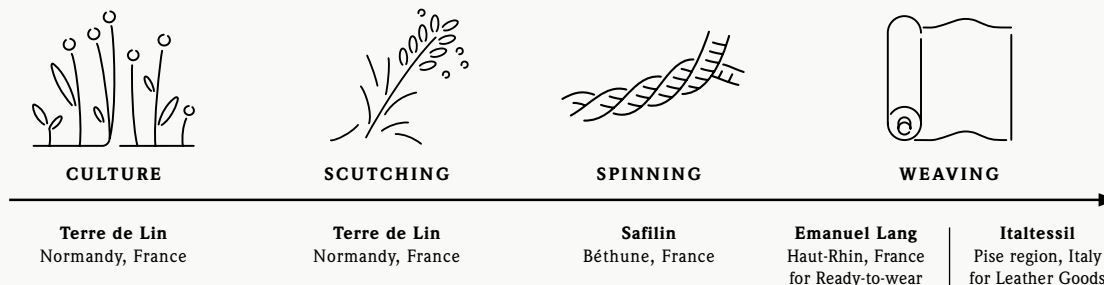 CULTURE
SCUTCHING
SPINNING
WEAVING
Terre de Lin
Normandy, France
Terre de Lin
Normandy, France
Safilin
Béthune, France
Emanuel Lang
Haut-Rhin, France
for Ready-to-wear
Italtessil
Pise region, Italy
for Leather Goods